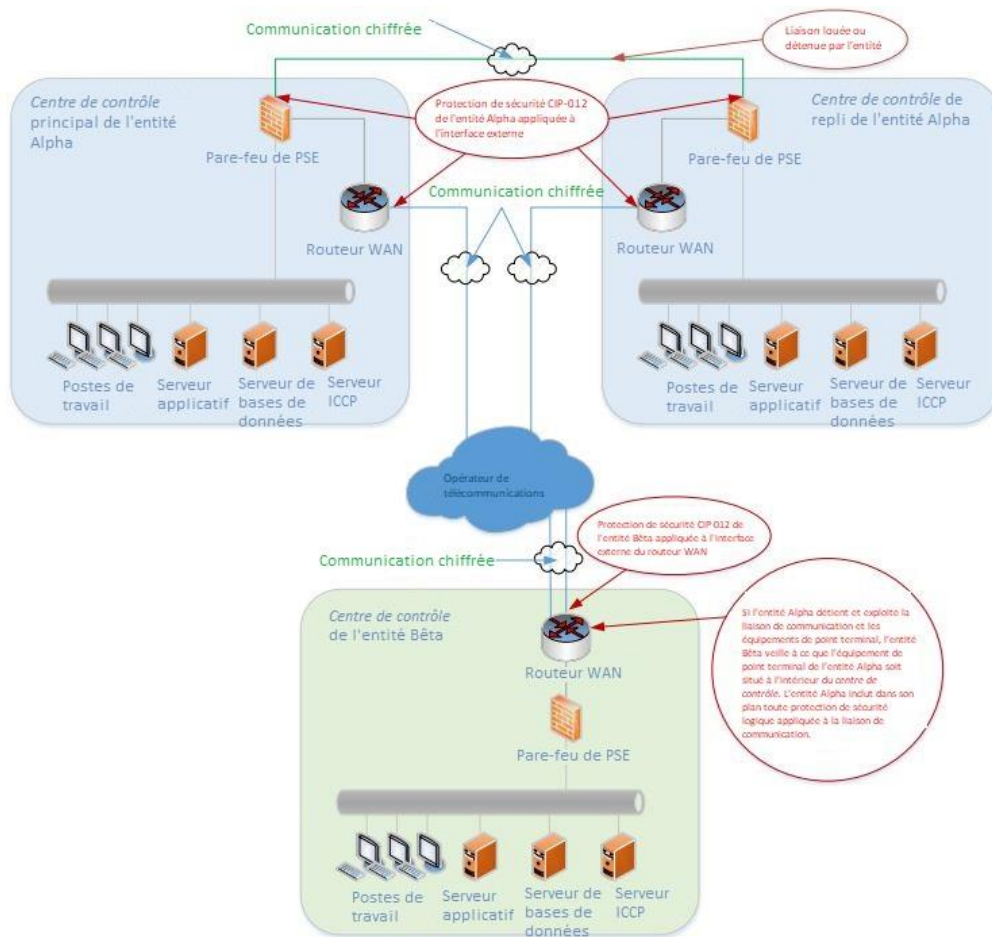 Communication chiffrée
Liaison louée ou
détenue par l'entité
Centre de contrôle
principal de l'entité
Alpha
Pare-feu de PSE
Protection de sécurité CIP-012
de l'entité Alpha appliquée à
l'interface externe
Centre de contrôle de
repli de l'entité Alpha
Pare-feu de PSE
Communication chiffrée
Routeur WAN
Routeur WAN
Postes de
travail
Serveur
applicatif
Serveur de
bases de
données
Serveur
ICCP
Postes de
travail
Serveur
applicatif
Serveur de
bases de
données
Serveur
ICCP
Opérateur de
télécommunications
Protection de sécurité CIP 012 de
l'entité Bêta appliquée à l'interface
externe du routeur WAN
Communication chiffrée
Centre de contrôle
de l'entité Bêta
Routeur WAN
Si l'entité Alpha détient et exploite la
liaison de communication et les
équipements de point terminal, l'entité
Bêta veille à ce que l'équipement de
point terminal de l'entité Alpha soit
situé à l'intérieur du centre de
contrôle. L'entité Alpha inclut dans son
plan toute protection de sécurité
logique appliquée à la liaison de
communication.
Pare-feu de PSE
Postes de
travail
Serveur
applicatif
Serveur de
bases de
données
Serveur
ICCP